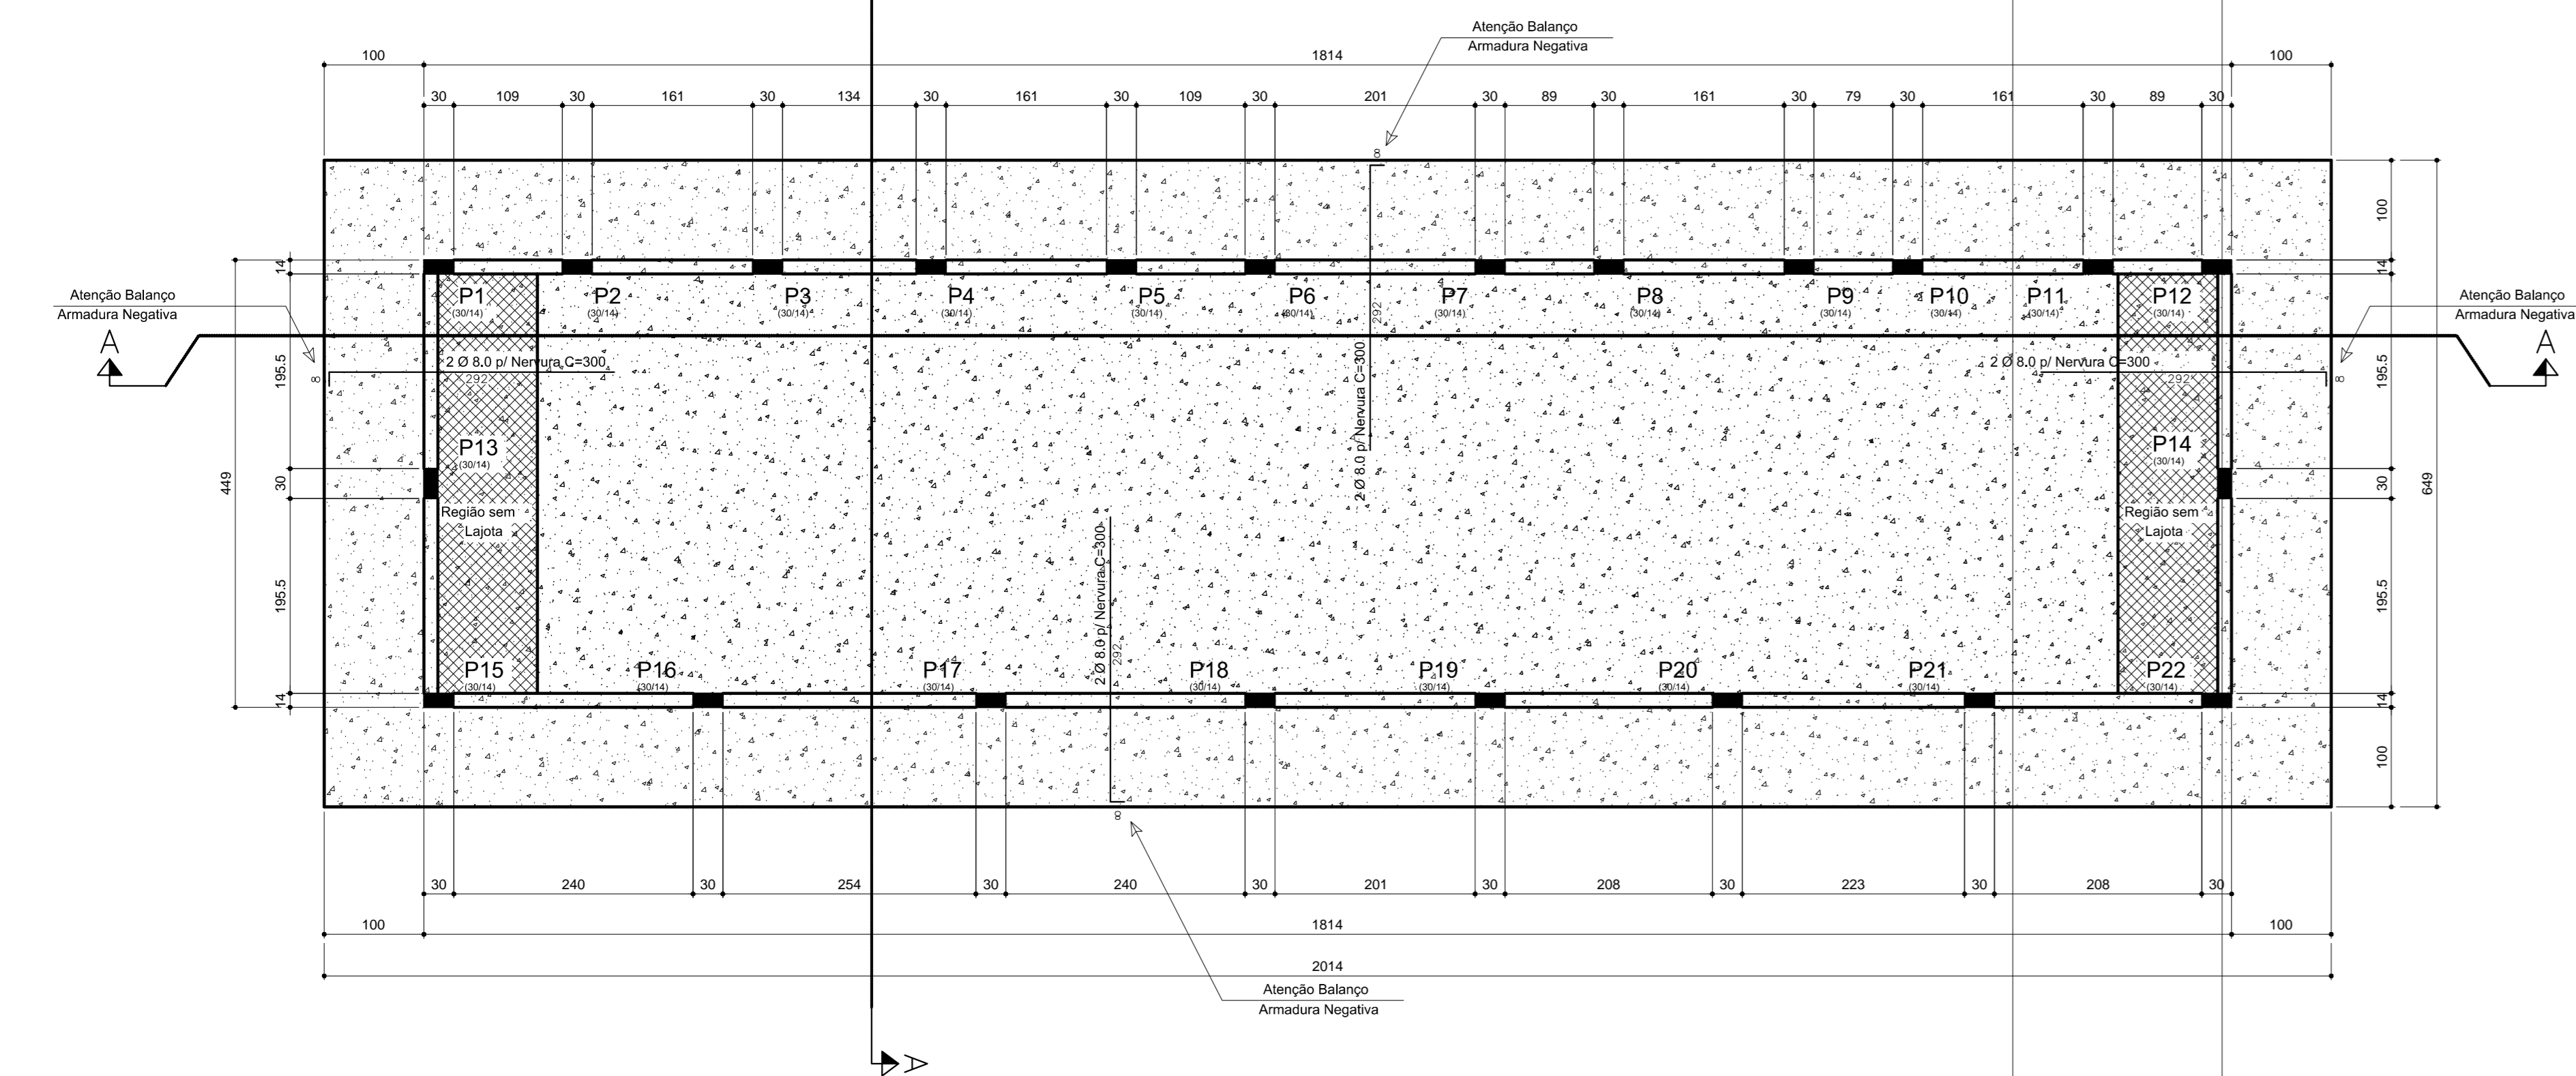 Atenção Balanço
Armadura Negativa
100
1814
100
30 109 30 161 30 134 30 161 30 109 30 201 30 89 30 161 30 79 30 161 30 89 30
8
100
14
14
Atenção Balanço
Armadura Negativa
Atenção Balanço
Armadura Negativa
P1
(30/14)
P2
(30/14)
P3
(30/14)
P4
(30/14)
P5
(30/14)
P6
(30/14)
P7
(30/14)
P8
(30/14)
P9
(30/14)
P10
(30/14)
P11
(30/14)
P12
(30/14)
A
A
195.5
195.5
2 Ø 8.0 p/ Nervura C=300
292
8
2 Ø 8.0 p/ Nervura C=300
292
2 Ø 8.0 p/ Nervura C=300
292
8
P13
(30/14)
P14
(30/14)
449
30
30
649
Região sem
Lajota
Região sem
Lajota
195.5
195.5
2 Ø 8.0 p/ Nervura C=300
292
P15
(30/14)
P16
(30/14)
P17
(30/14)
P18
(30/14)
P19
(30/14)
P20
(30/14)
P21
(30/14)
P22
(30/14)
14
14
100
8
30 240 30 254 30 240 30 201 30 208 30 223 30 208 30
100
1814
100
2014
Atenção Balanço
Armadura Negativa
A